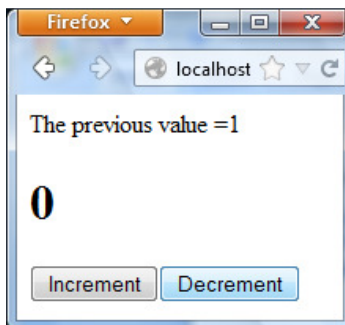 Firefox
localhost
The previous value =1
0
Increment Decrement